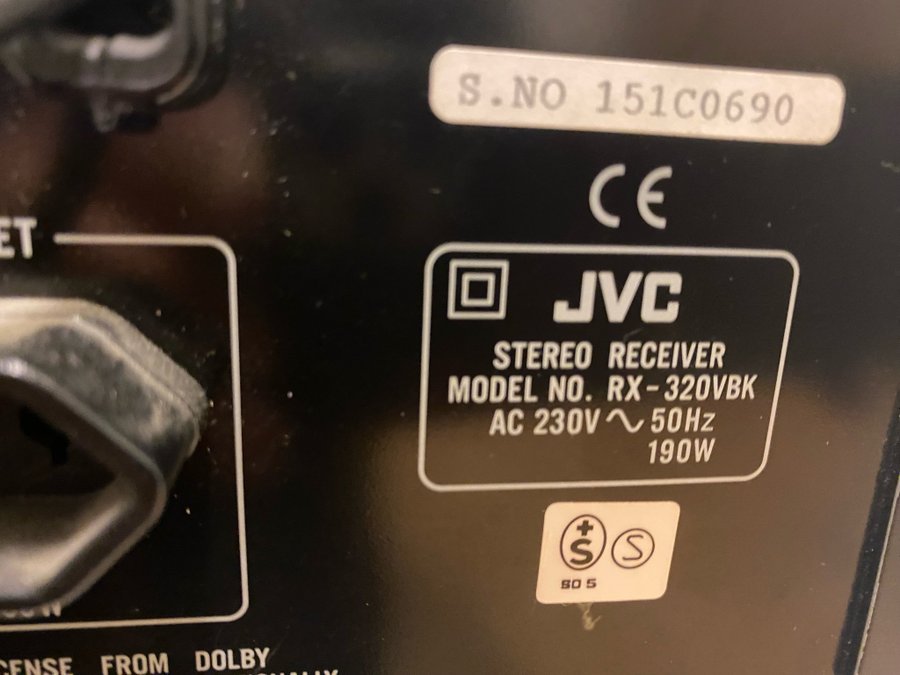 S.NO 151C0690
CE
ET
JVC
STEREO RECEIVER
MODEL NO. RX-320VBK
AC 230V ∿ 50Hz
190W
+S
S
SO 5
CENSE FROM DOLBY